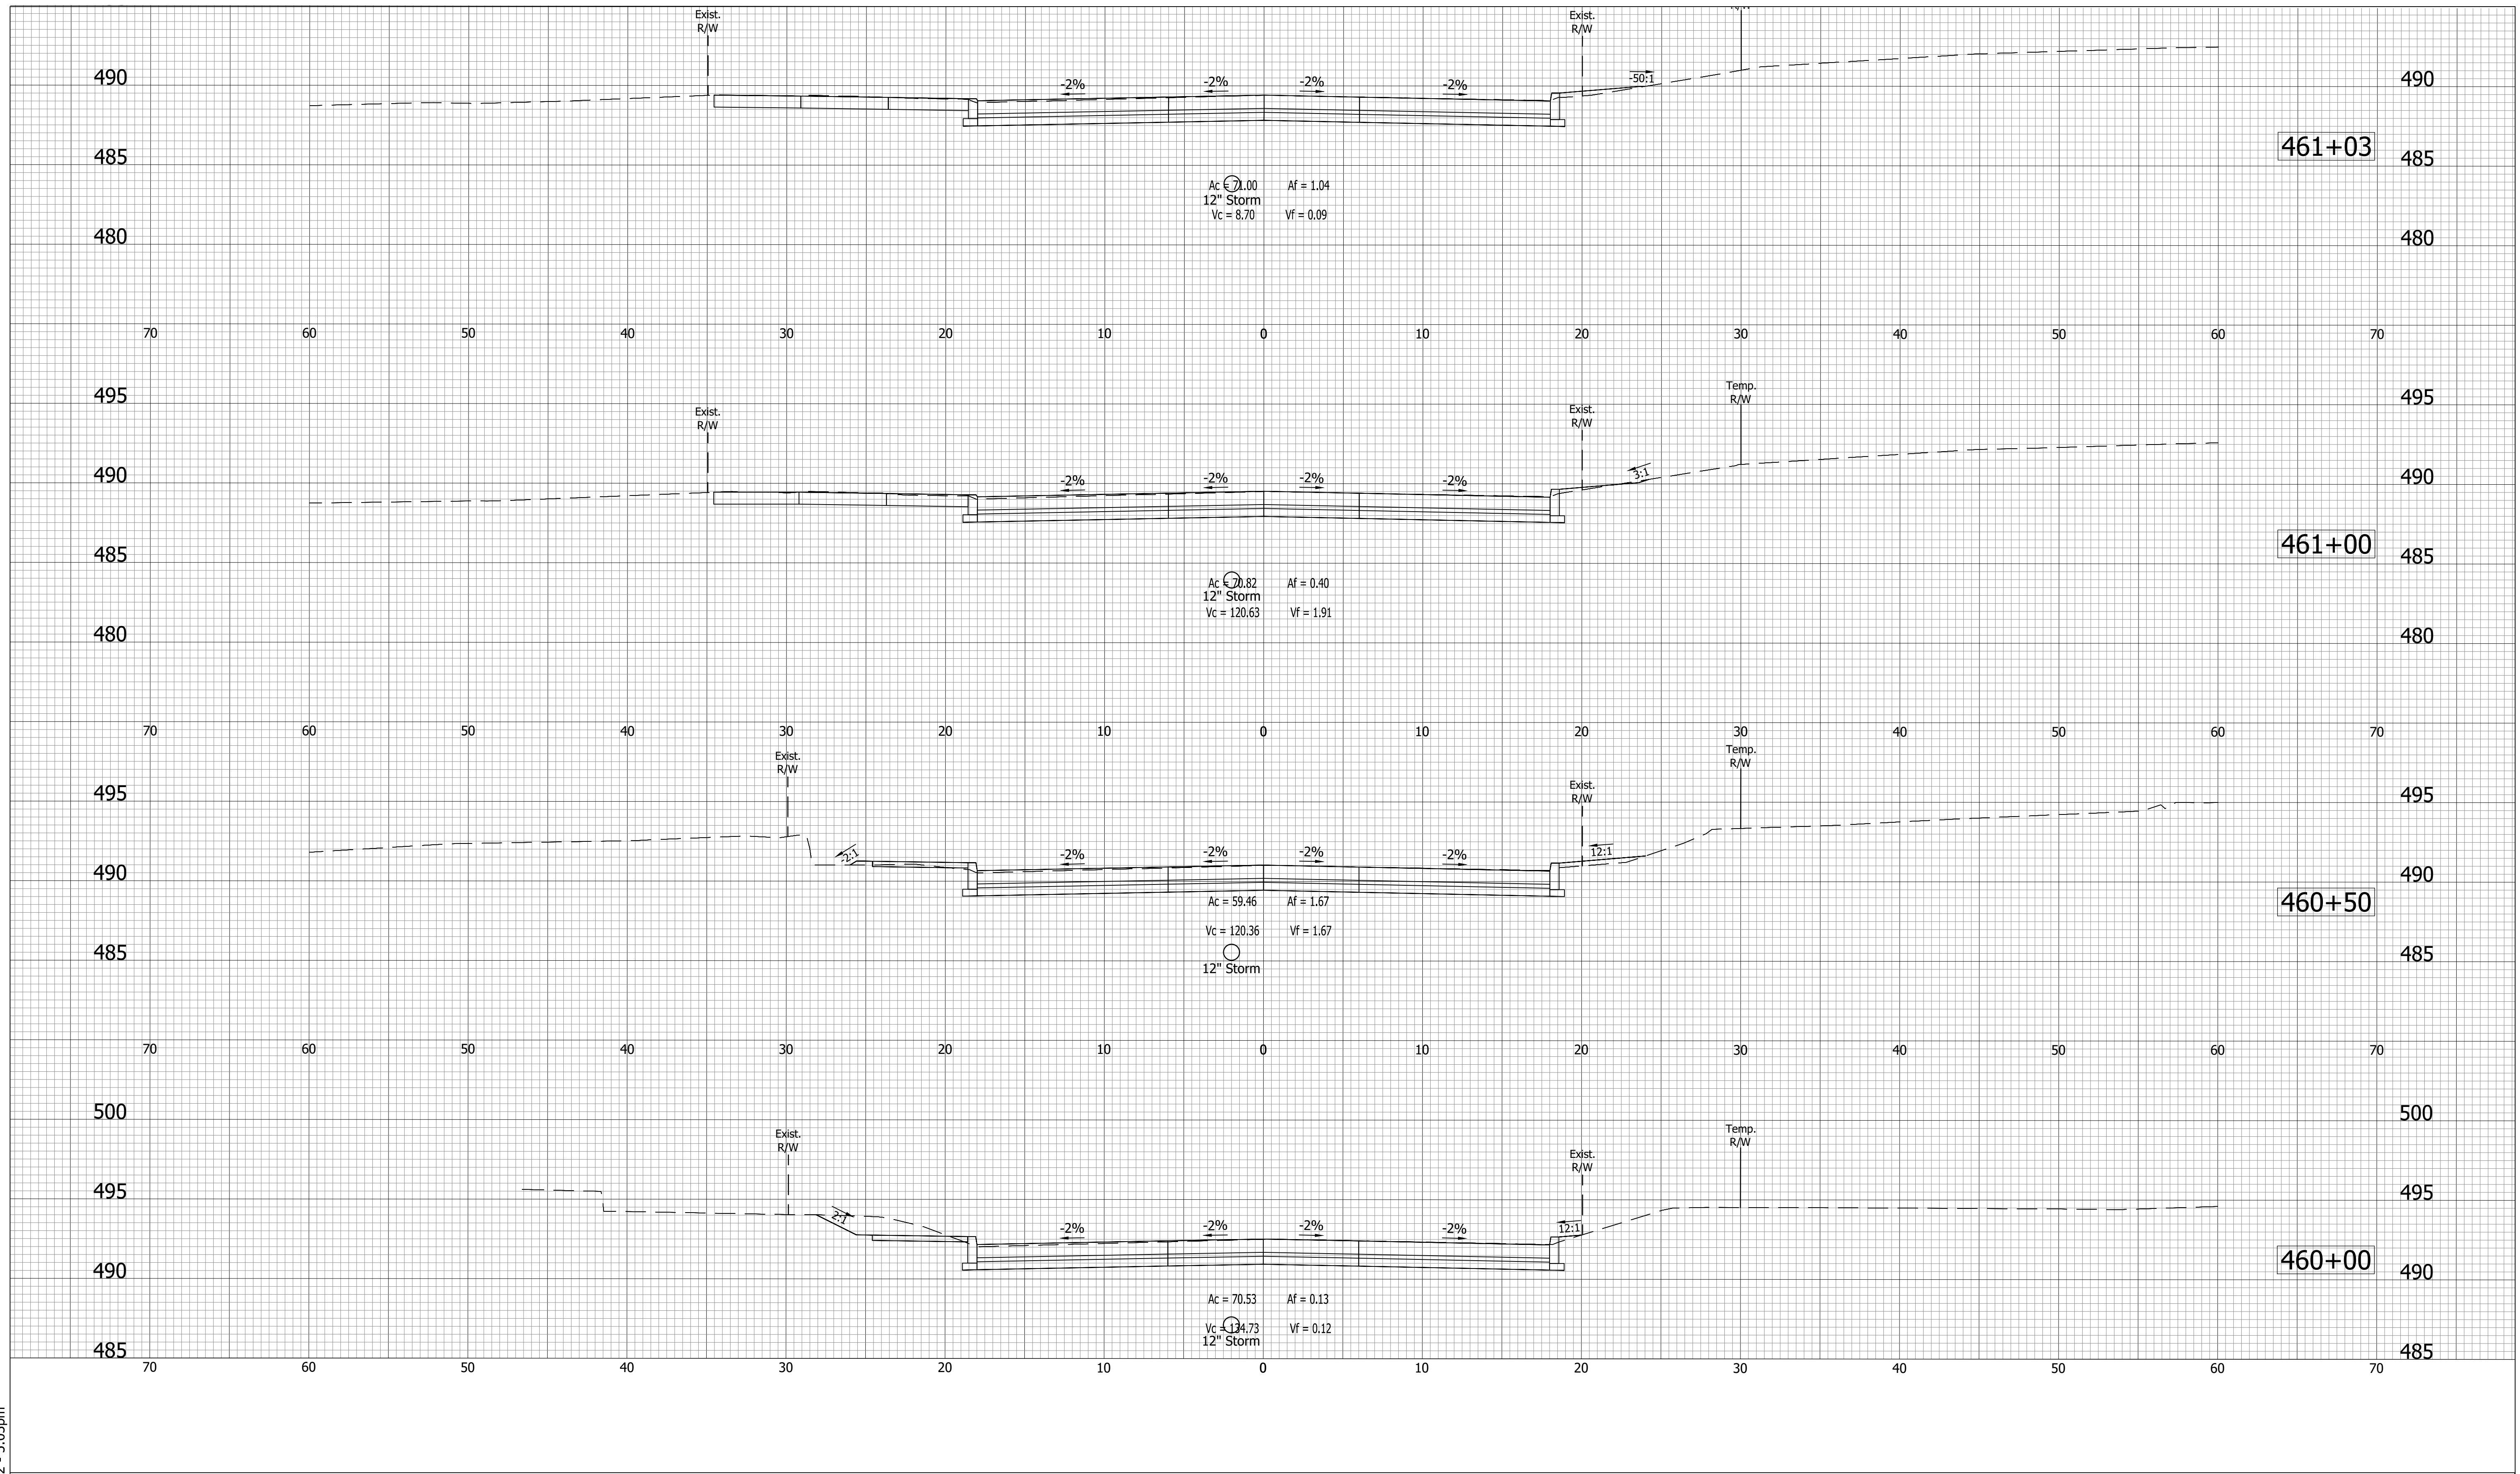 Exist.
R/W
Exist.
R/W
490
-2%
-2%
-2%
-2%
-50:1
490
485
461+03
485
Ac = 71.00 Af = 1.04
12" Storm
Vc = 8.70 Vf = 0.09
480
480
70 60 50 40 30 20 10 0 10 20 30 40 50 60 70
495
Temp.
R/W
495
Exist.
R/W
Exist.
R/W
490
-2%
-2%
-2%
-2%
3:1
490
485
461+00
485
Ac = 70.82 Af = 0.40
12" Storm
Vc = 120.63 Vf = 1.91
480
480
70 60 50 40 30 20 10 0 10 20 30 40 50 60 70
Exist.
R/W
Temp.
R/W
495
Exist.
R/W
495
-2:1
-2%
-2%
-2%
-2%
12:1
490
490
Ac = 59.46 Af = 1.67
460+50
Vc = 120.36 Vf = 1.67
485
485
12" Storm
70 60 50 40 30 20 10 0 10 20 30 40 50 60 70
500
500
Exist.
R/W
Temp.
R/W
Exist.
R/W
495
495
2:1
-2%
-2%
-2%
-2%
12:1
490
460+00
490
Ac = 70.53 Af = 0.13
Vc = 134.73 Vf = 0.12
12" Storm
485
485
70 60 50 40 30 20 10 0 10 20 30 40 50 60 70